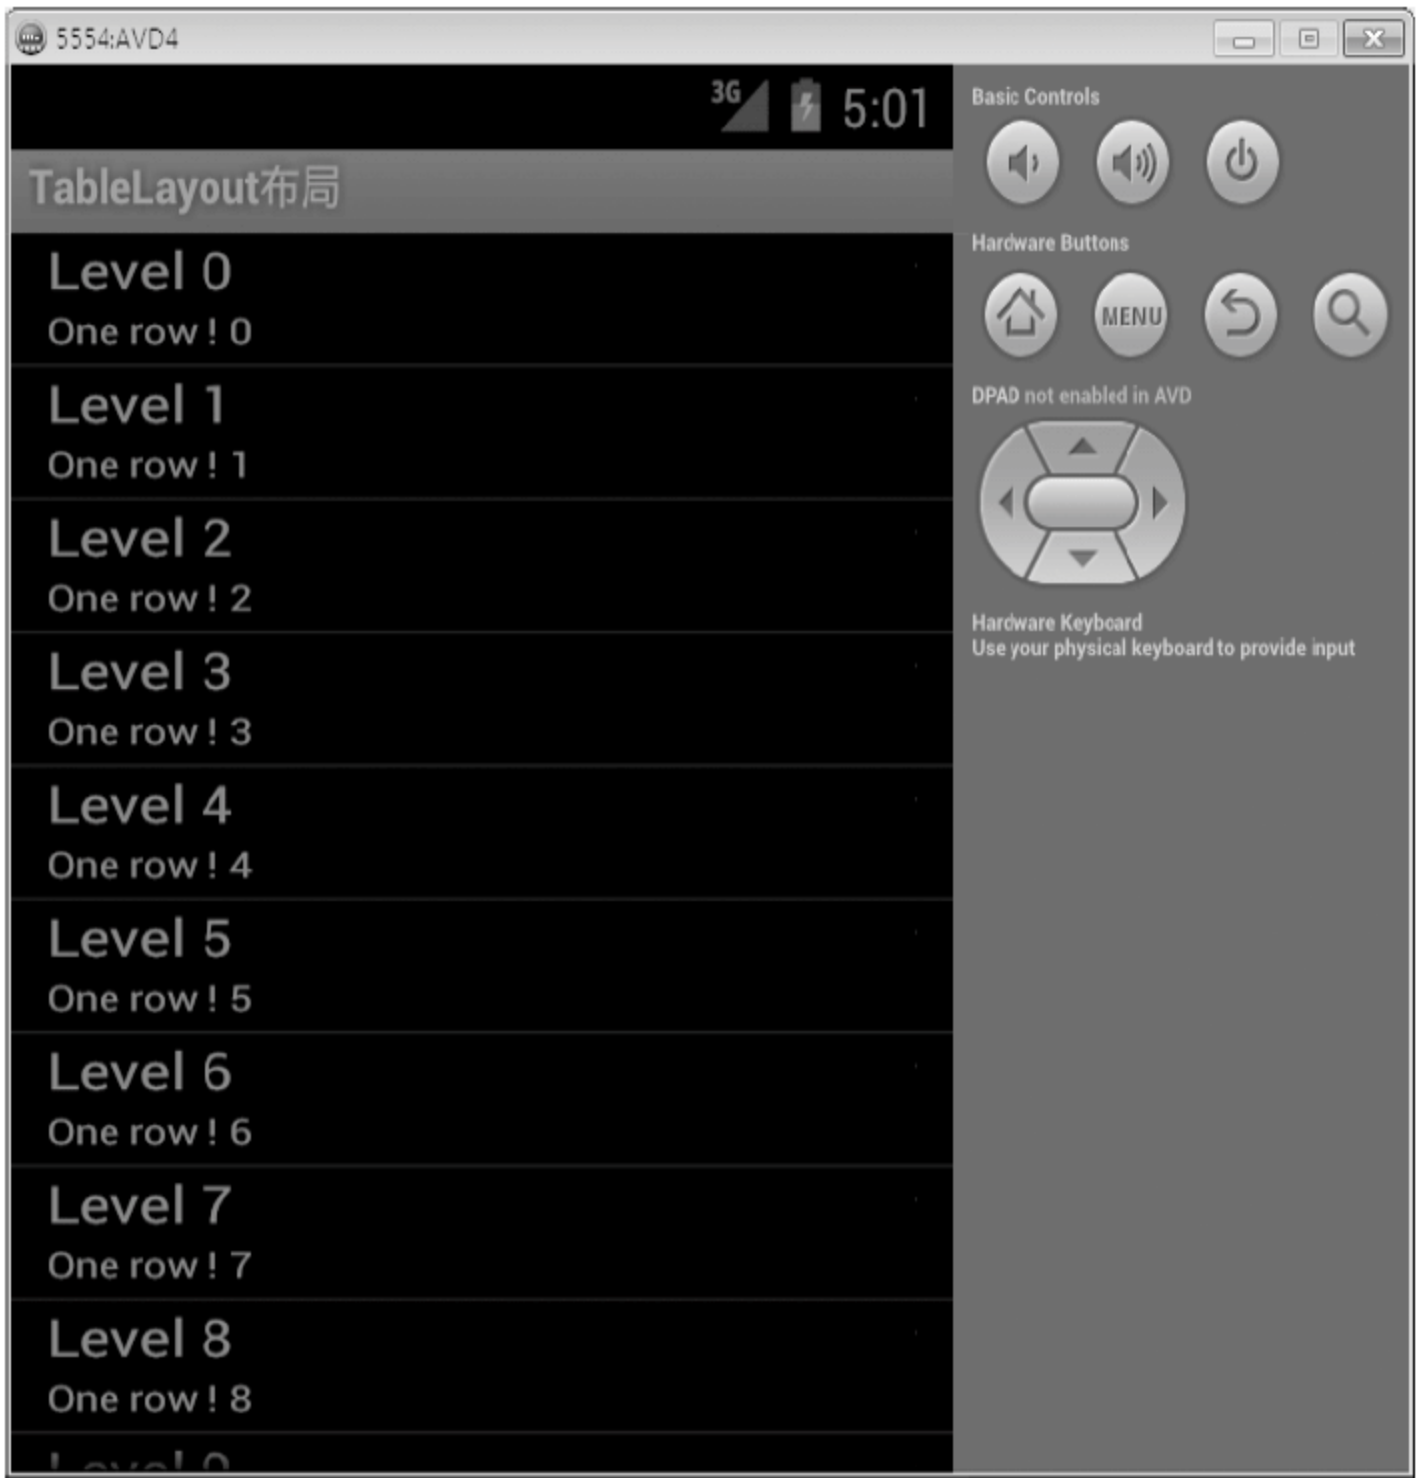 5554:AVD4
3G 5:01
TableLayout布局
Level 0
One row ! 0
Level 1
One row ! 1
Level 2
One row ! 2
Level 3
One row ! 3
Level 4
One row ! 4
Level 5
One row ! 5
Level 6
One row ! 6
Level 7
One row ! 7
Level 8
One row ! 8
Basic Controls
Hardware Buttons
MENU
DPAD not enabled in AVD
Hardware Keyboard
Use your physical keyboard to provide input